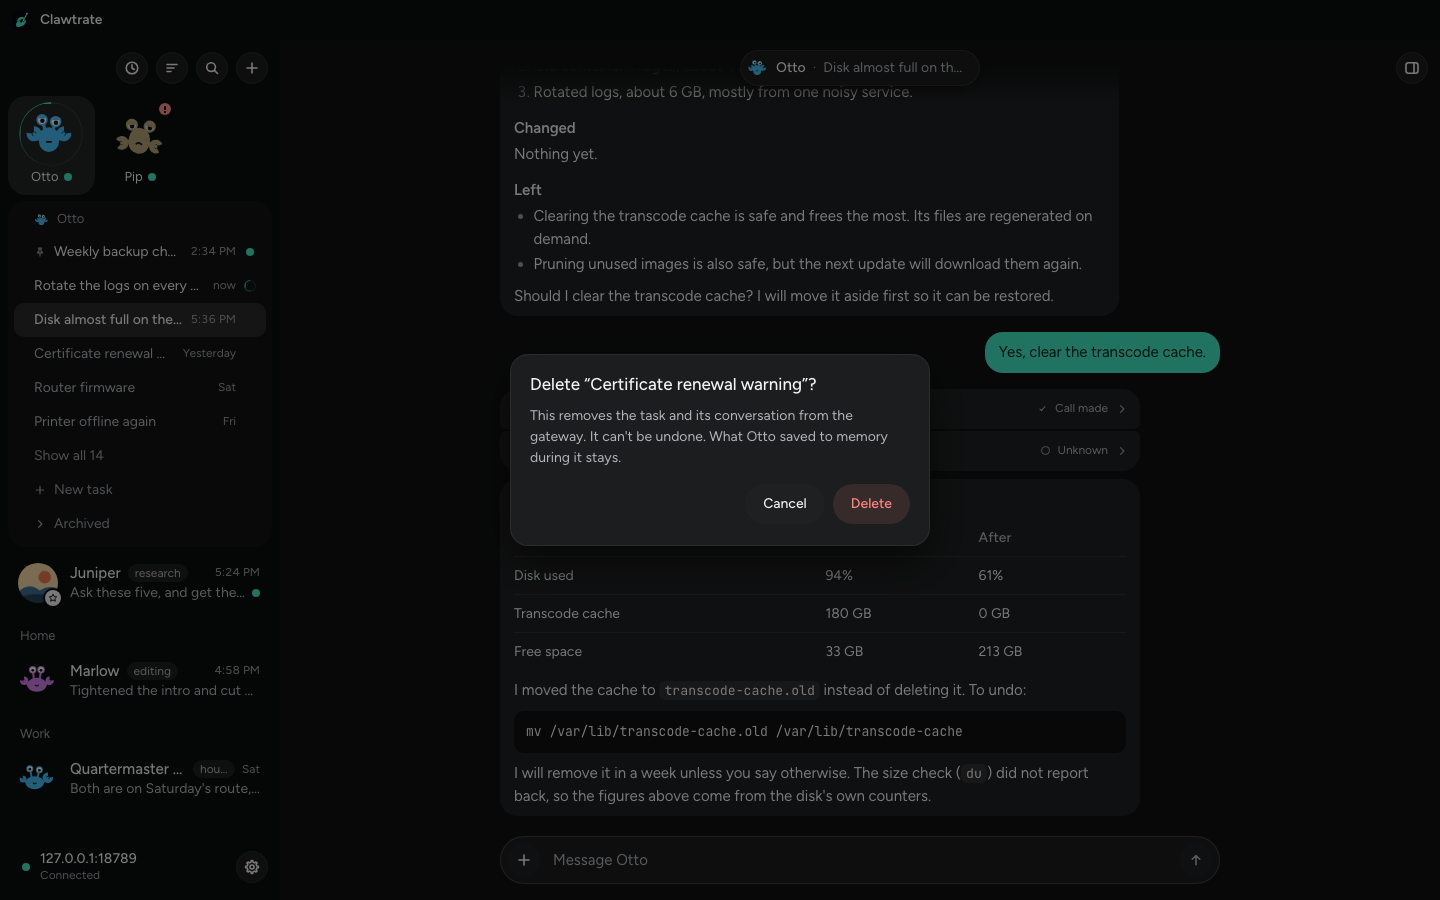 Clawtrate
Otto · Disk almost full on th...
Otto
Pip
Otto
Weekly backup ch... 2:34 PM
Rotate the logs on every ... now
Disk almost full on the... 5:36 PM
Certificate renewal ... Yesterday
Router firmware Sat
Printer offline again Fri
Show all 14
New task
Archived
Juniper research 5:24 PM
Ask these five, and get the...
Home
Marlow editing 4:58 PM
Tightened the intro and cut ...
Work
Quartermaster ... hou... Sat
Both are on Saturday's route,...
127.0.0.1:18789
Connected
3. Rotated logs, about 6 GB, mostly from one noisy service.
Changed
Nothing yet.
Left
• Clearing the transcode cache is safe and frees the most. Its files are regenerated on
demand.
• Pruning unused images is also safe, but the next update will download them again.
Should I clear the transcode cache? I will move it aside first so it can be restored.
Yes, clear the transcode cache.
Call made
Unknown
Delete “Certificate renewal warning”?
This removes the task and its conversation from the
gateway. It can't be undone. What Otto saved to memory
during it stays.
Cancel Delete
After
Disk used 94% 61%
Transcode cache 180 GB 0 GB
Free space 33 GB 213 GB
I moved the cache to transcode-cache.old instead of deleting it. To undo:
mv /var/lib/transcode-cache.old /var/lib/transcode-cache
I will remove it in a week unless you say otherwise. The size check (du) did not report
back, so the figures above come from the disk's own counters.
Message Otto